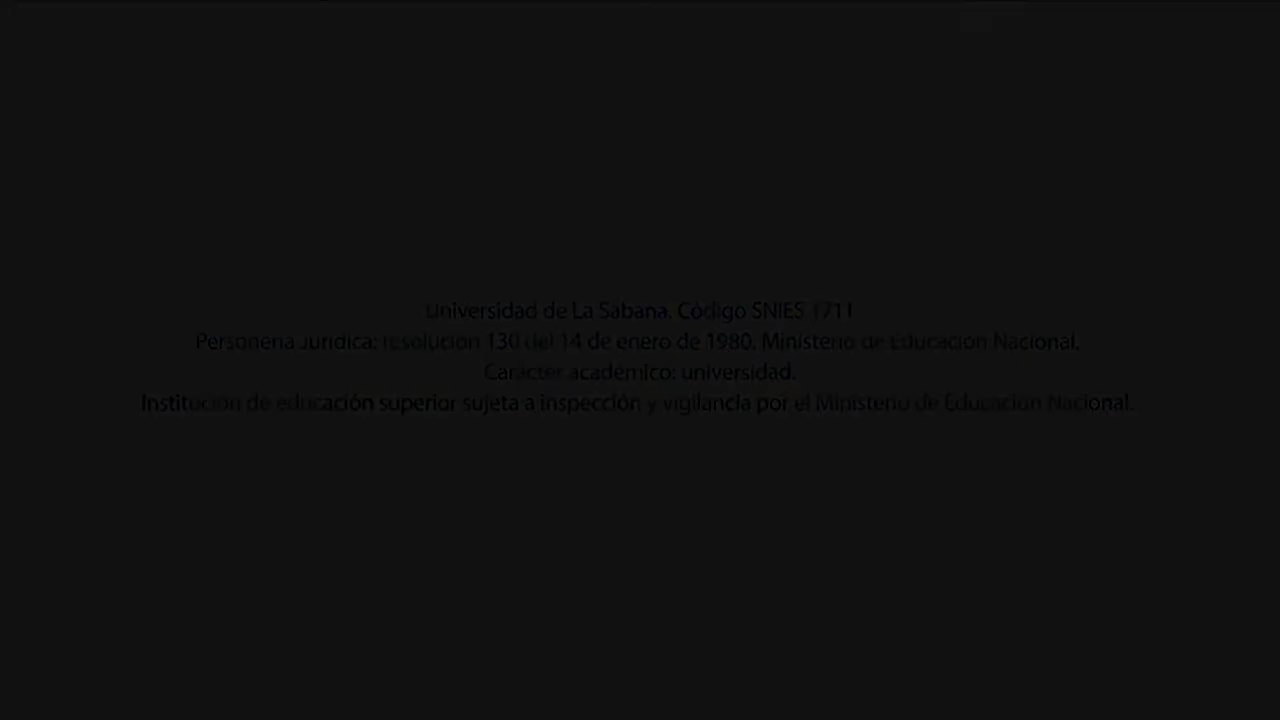 Universidad de La Sabana. Código SNIES 1711
Personería Jurídica: resolución 130 del 14 de enero de 1980. Ministerio de Educación Nacional.
Carácter académico: universidad.
Institución de educación superior sujeta a inspección y vigilancia por el Ministerio de Educación Nacional.